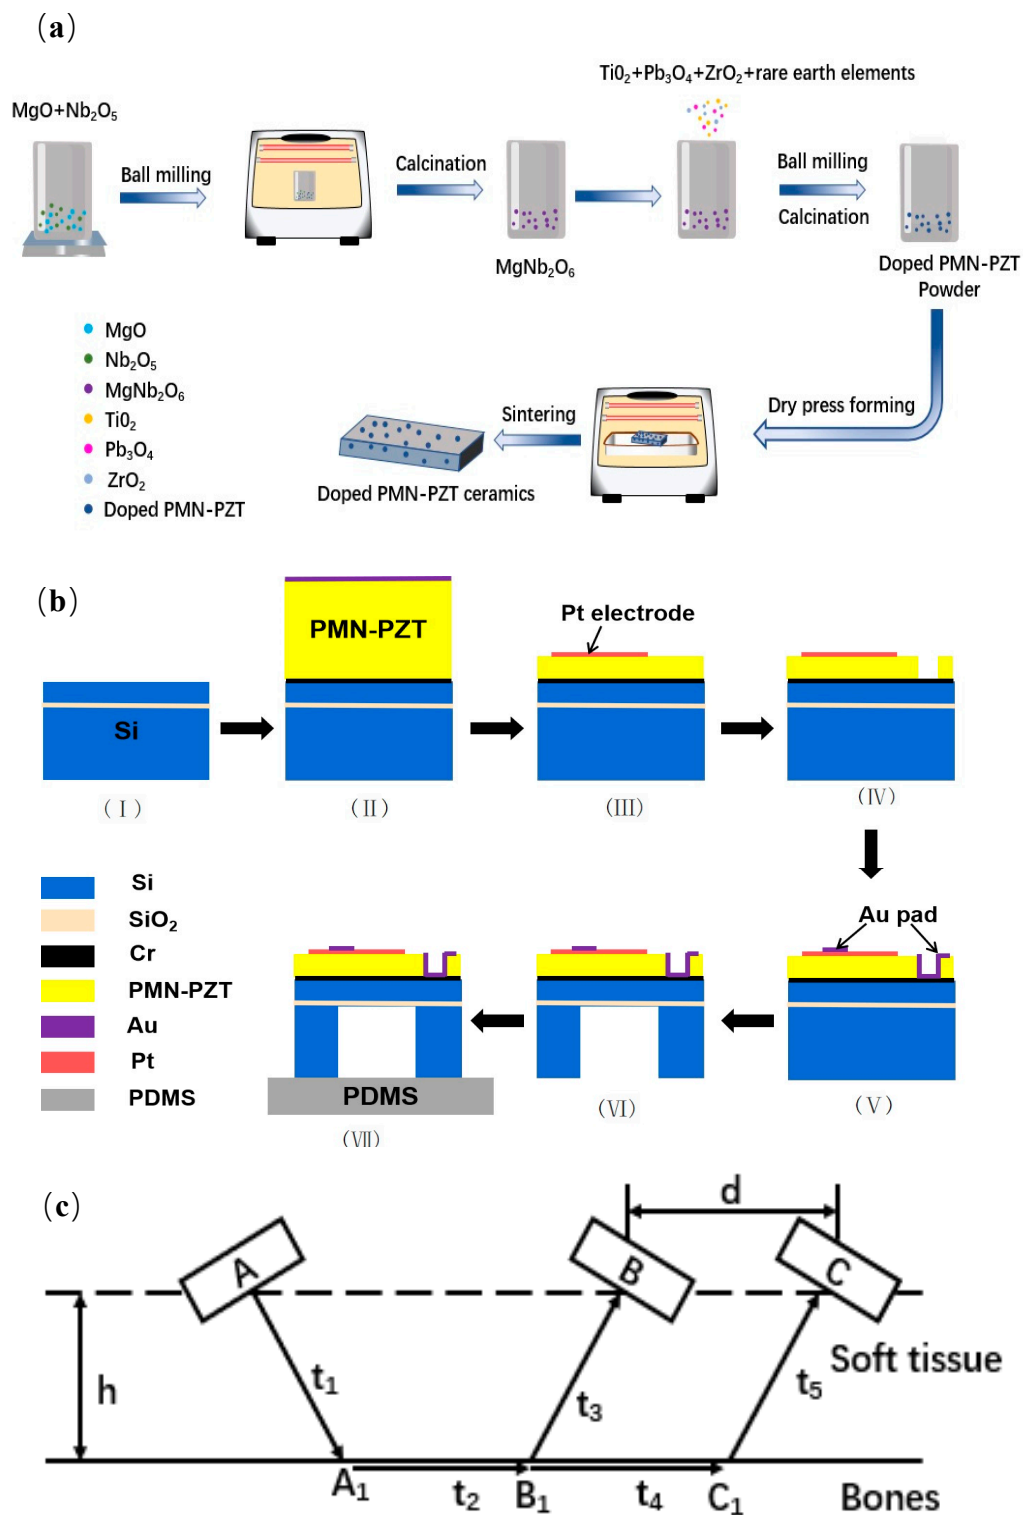 (a)
TiO₂+Pb₃O₄+ZrO₂+rare earth elements
MgO+Nb₂O₅
Ball milling
Calcination
Ball milling
Calcination
MgNb₂O₆
Doped PMN-PZT
Powder
MgO
Nb₂O₅
MgNb₂O₆
TiO₂
Pb₃O₄
ZrO₂
Doped PMN-PZT
Dry press forming
Sintering
Doped PMN-PZT ceramics
(b)
PMN-PZT
Pt electrode
Si
(Ⅰ)
(Ⅱ)
(Ⅲ)
(Ⅳ)
Si
SiO₂
Cr
PMN-PZT
Au
Pt
PDMS
Au pad
PDMS
(Ⅶ)
(Ⅵ)
(Ⅴ)
(c)
d
A
B
C
h
t₁
t₃
t₅
Soft tissue
A₁
t₂
B₁
t₄
C₁
Bones